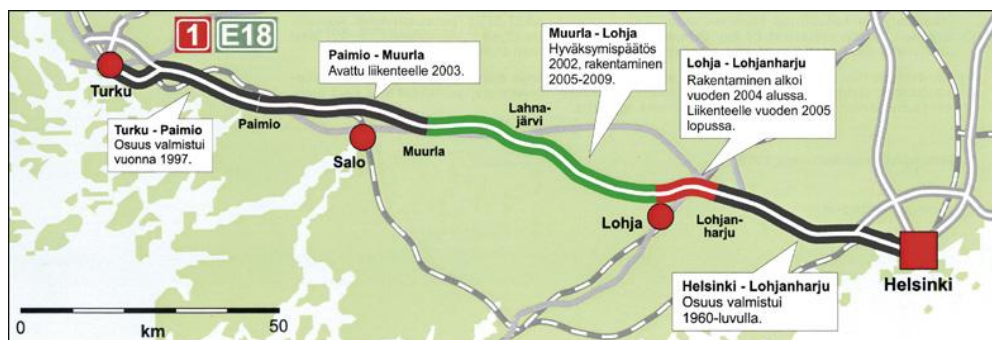 1 E18
Turku
Turku - Paimio
Osuus valmistui
vuonna 1997.
Paimio
Paimio - Muurla
Avattu liikenteelle 2003.
Salo
Muurla
Lahna-
järvi
Muurla - Lohja
Hyväksymispäätös
2002, rakentaminen
2005-2009.
Lohja - Lohjanharju
Rakentaminen alkoi
vuoden 2004 alussa.
Liikenteelle vuoden 2005
lopussa.
Lohja
Lohjan-
harju
Helsinki - Lohjanharju
Osuus valmistui
1960-luvulla.
Helsinki
0 50
km